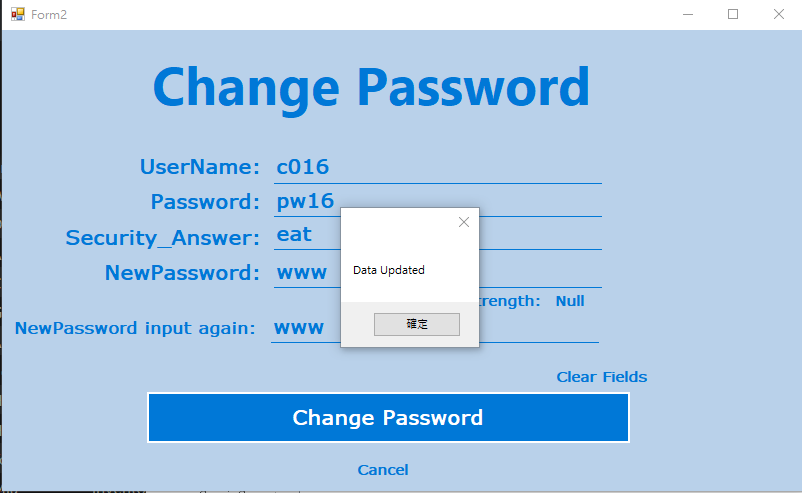 Form2
Change Password
UserName: c016
Password: pw16
Security_Answer: eat
NewPassword: www
Data Updated
Null
NewPassword input again: www
確定
Clear Fields
Change Password
Cancel